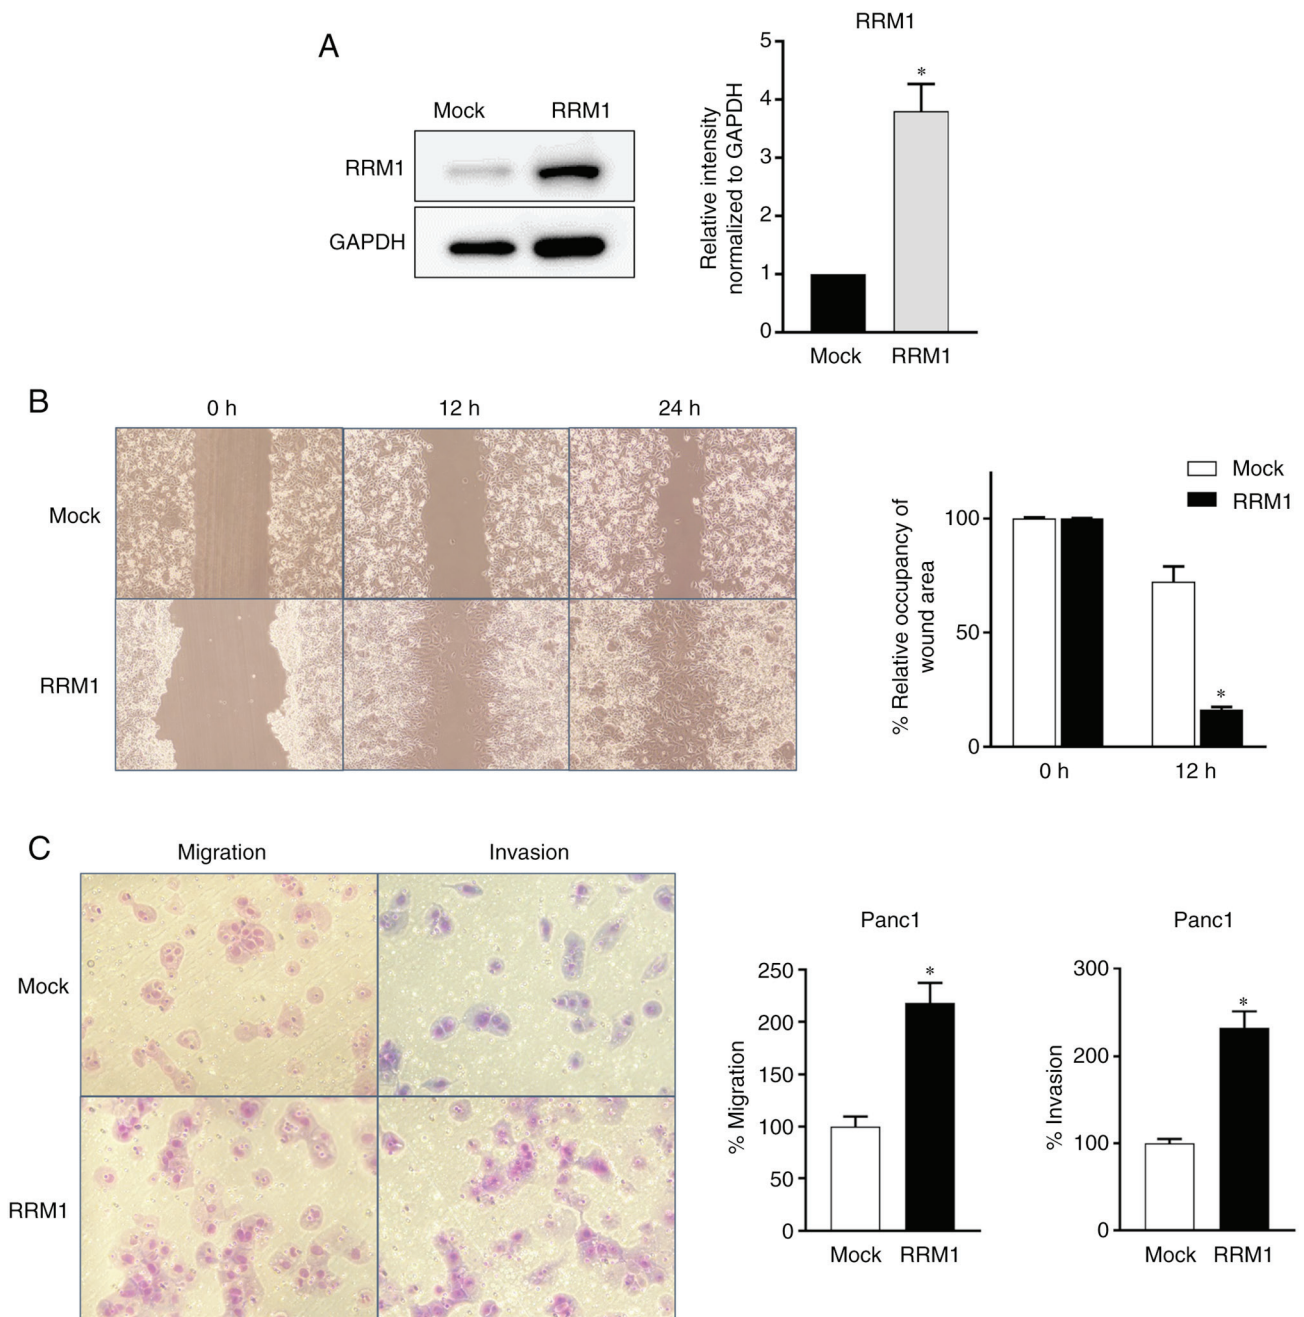 A
Mock RRM1
RRM1
GAPDH
RRM1
Relative intensity
normalized to GAPDH
5
4
3
2
1
0
*
Mock RRM1
B
0 h 12 h 24 h
Mock
RRM1
% Relative occupancy of
wound area
100
50
0
Mock
RRM1
*
0 h 12 h
C
Migration Invasion
Mock
RRM1
Panc1
% Migration
250
200
150
100
50
0
*
Mock RRM1
Panc1
% Invasion
300
200
100
0
*
Mock RRM1